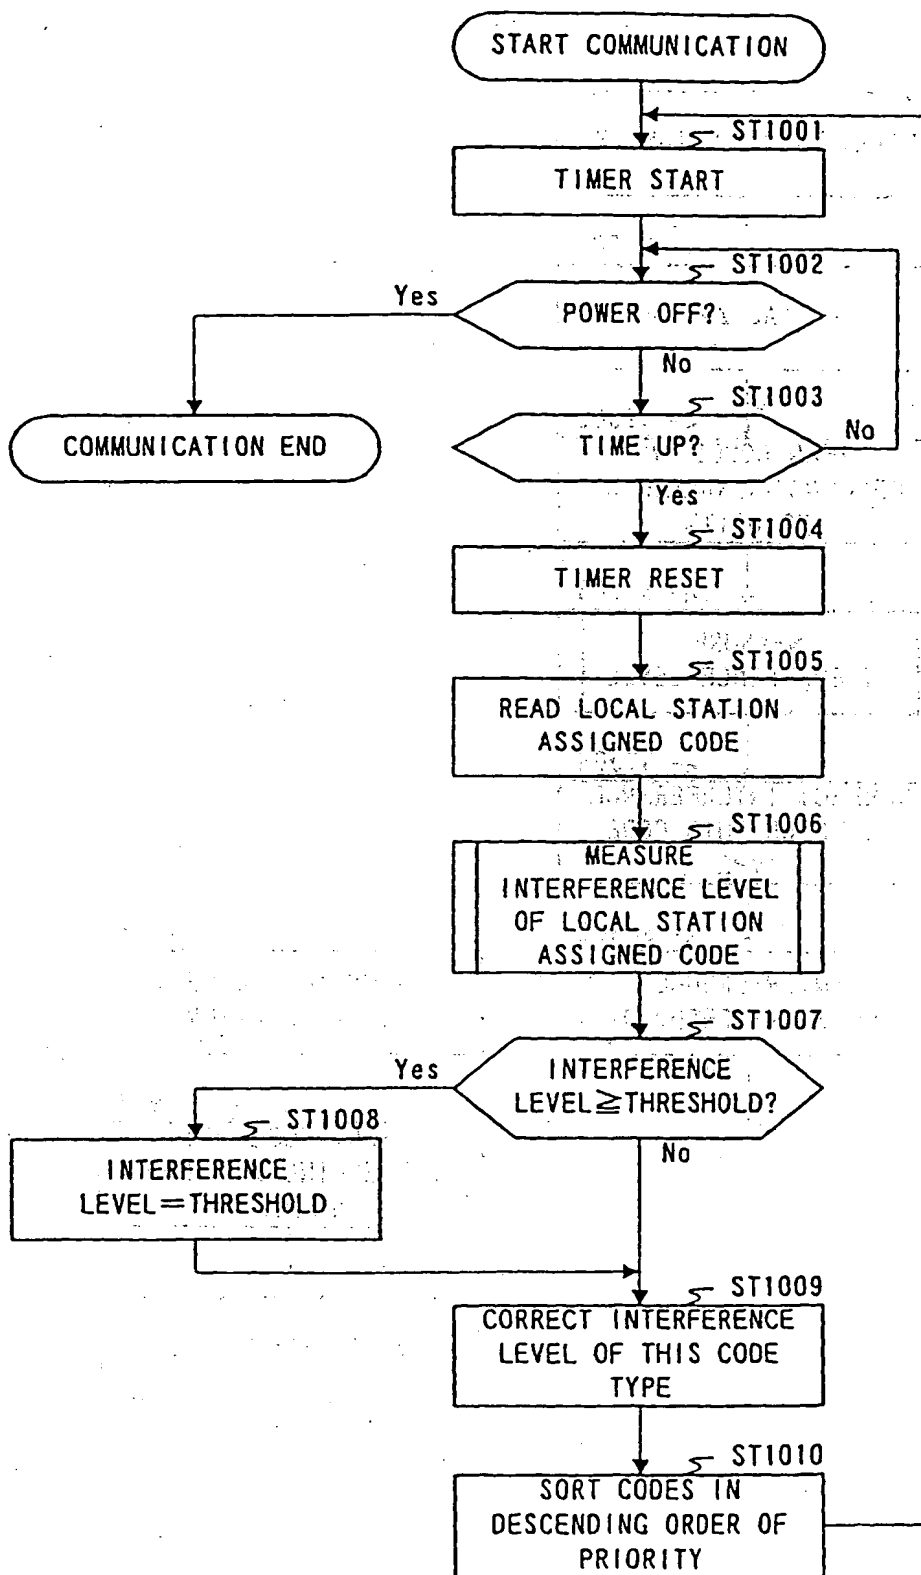 START COMMUNICATION
ST1001
TIMER START
ST1002
Yes
POWER OFF?
No
ST1003
COMMUNICATION END
TIME UP?
No
Yes
ST1004
TIMER RESET
ST1005
READ LOCAL STATION
ASSIGNED CODE
ST1006
MEASURE
INTERFERENCE LEVEL
OF LOCAL STATION
ASSIGNED CODE
ST1007
Yes
INTERFERENCE
LEVEL≧THRESHOLD?
No
ST1008
INTERFERENCE
LEVEL=THRESHOLD
ST1009
CORRECT INTERFERENCE
LEVEL OF THIS CODE
TYPE
ST1010
SORT CODES IN
DESCENDING ORDER OF
PRIORITY